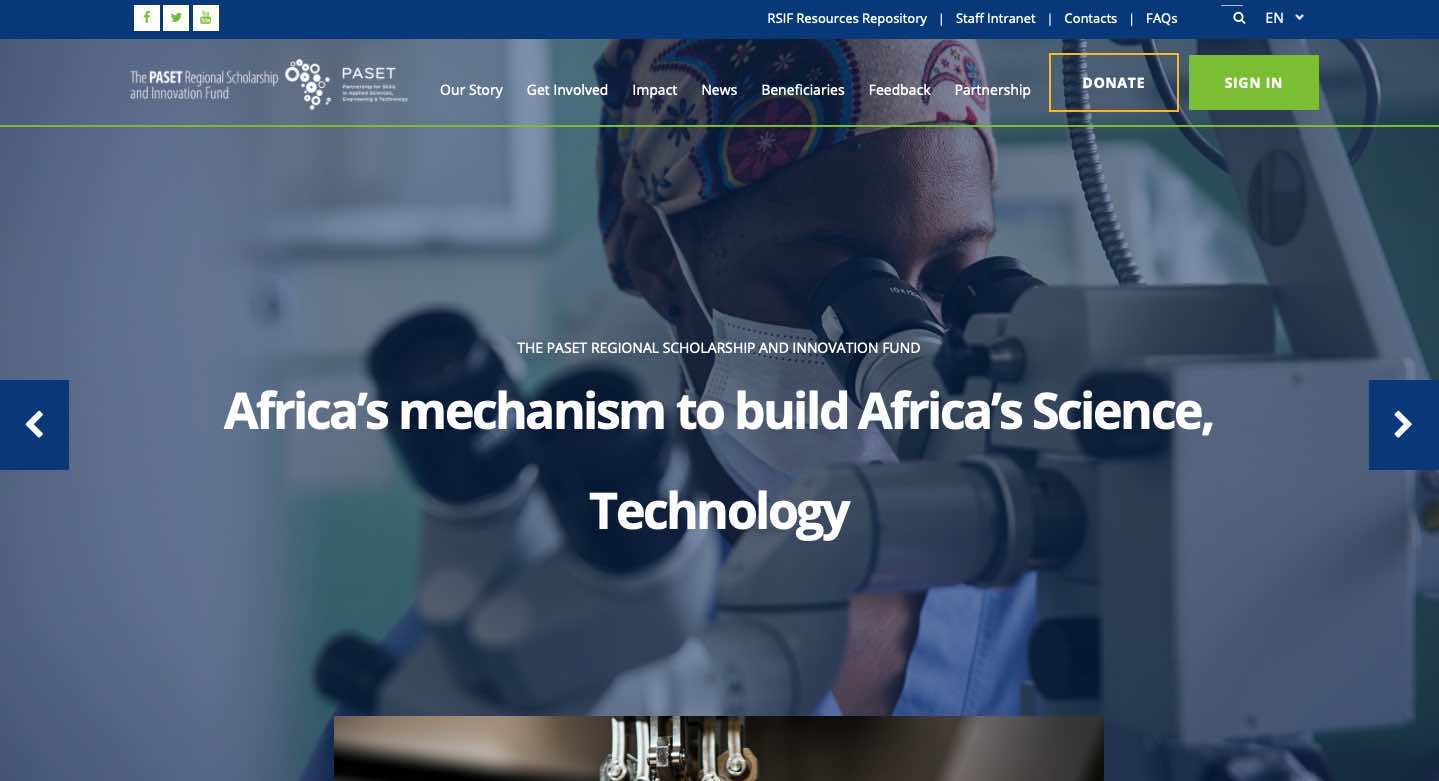 RSIF Resources Repository | Staff Intranet | Contacts | FAQs
EN
The PASET Regional Scholarship
and Innovation Fund
PASET
Partnership for Skills
in Applied Sciences,
Engineering & Technology
Our Story
Get Involved
Impact
News
Beneficiaries
Feedback
Partnership
DONATE
SIGN IN
THE PASET REGIONAL SCHOLARSHIP AND INNOVATION FUND
Africa’s mechanism to build Africa’s Science,
Technology